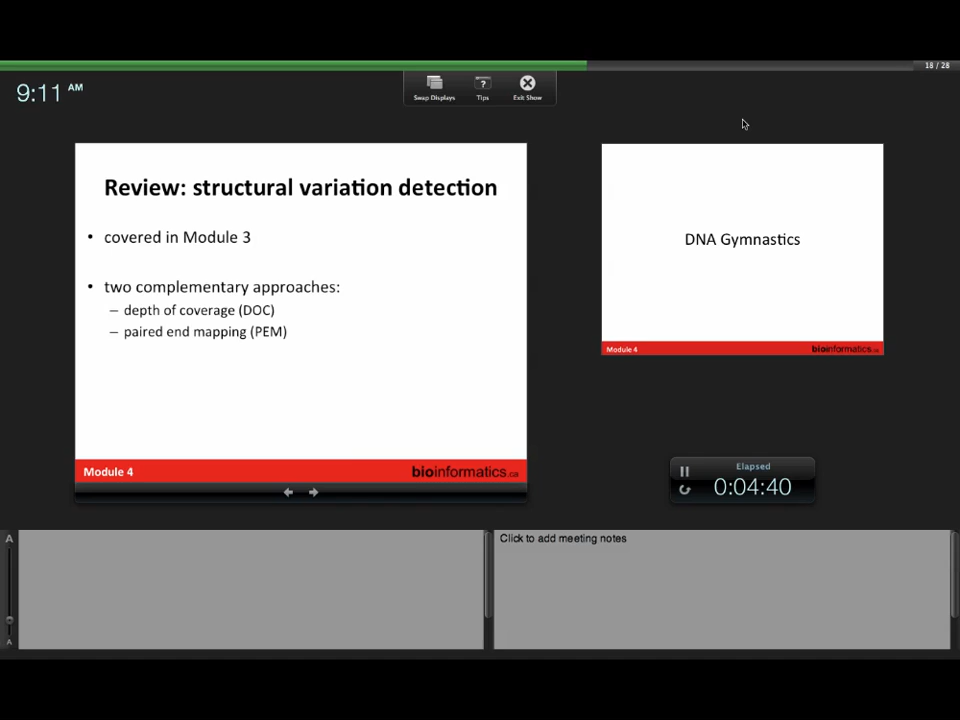 18 / 28
9:11 AM
Swap Displays
Tips
Exit Show
Review: structural variation detection
• covered in Module 3
• two complementary approaches:
– depth of coverage (DOC)
– paired end mapping (PEM)
Module 4
bioinformatics.ca
DNA Gymnastics
Module 4
bioinformatics.ca
Elapsed
0:04:40
A
A
Click to add meeting notes